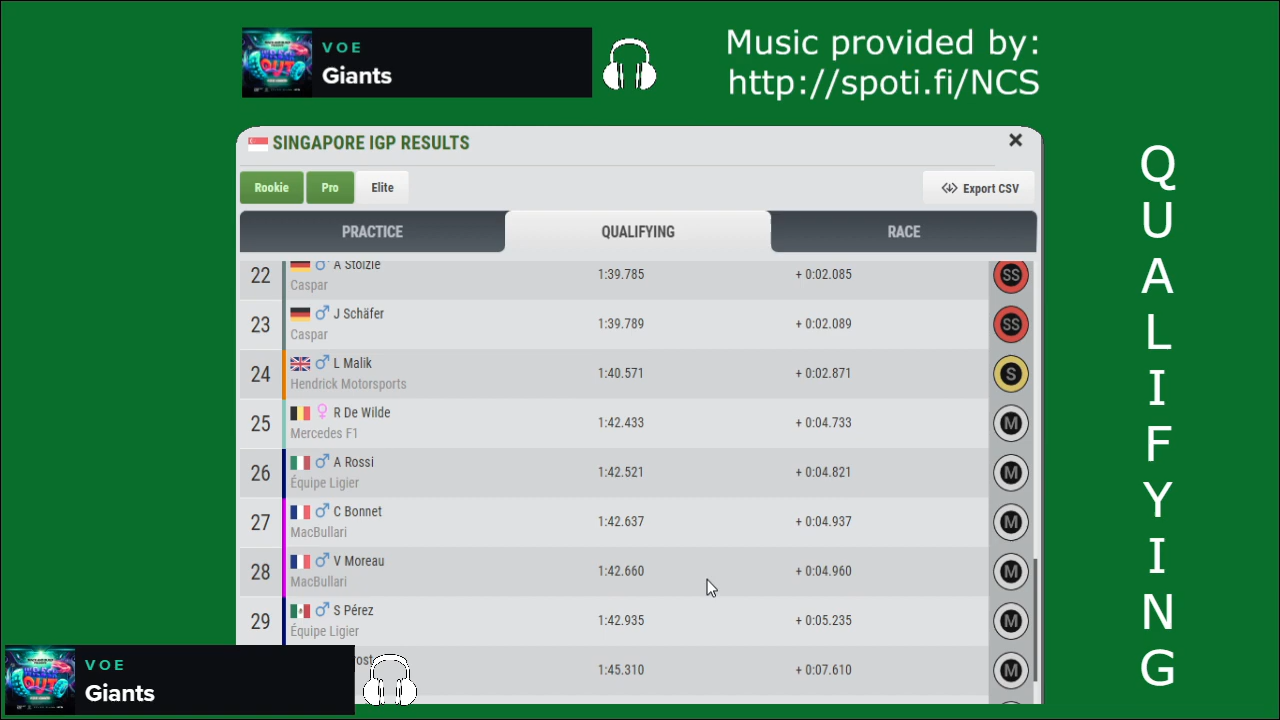 VOE
Giants
Music provided by:
http://spoti.fi/NCS
SINGAPORE IGP RESULTS
Rookie Pro Elite Export CSV
PRACTICE QUALIFYING RACE
22 A Stolzle 1:39.785 + 0:02.085 SS
Caspar
23 J Schäfer 1:39.789 + 0:02.089 SS
Caspar
24 L Malik 1:40.571 + 0:02.871 S
Hendrick Motorsports
25 R De Wilde 1:42.433 + 0:04.733 M
Mercedes F1
26 A Rossi 1:42.521 + 0:04.821 M
Équipe Ligier
27 C Bonnet 1:42.637 + 0:04.937 M
MacBullari
28 V Moreau 1:42.660 + 0:04.960 M
MacBullari
29 S Pérez 1:42.935 + 0:05.235 M
Équipe Ligier
1:45.310 + 0:07.610 M
VOE
Giants
QUALIFYING